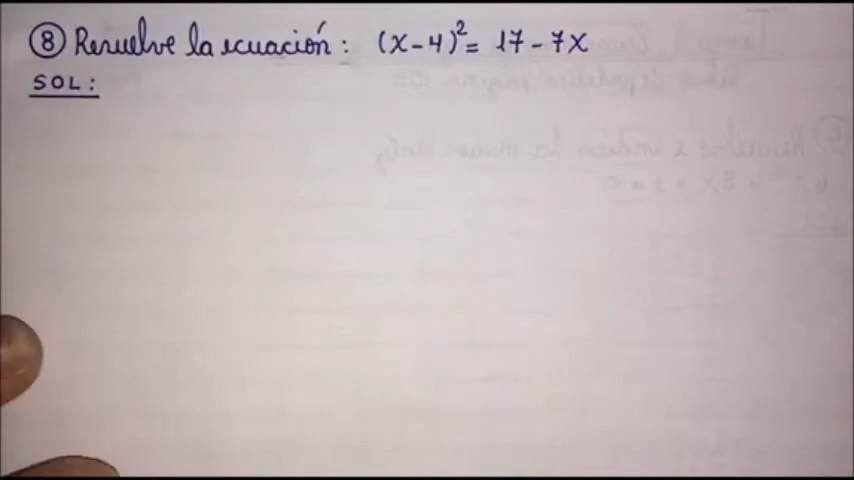 ⑧ Resuelve la ecuación: (x-4)² = 17 - 7x
SOL: